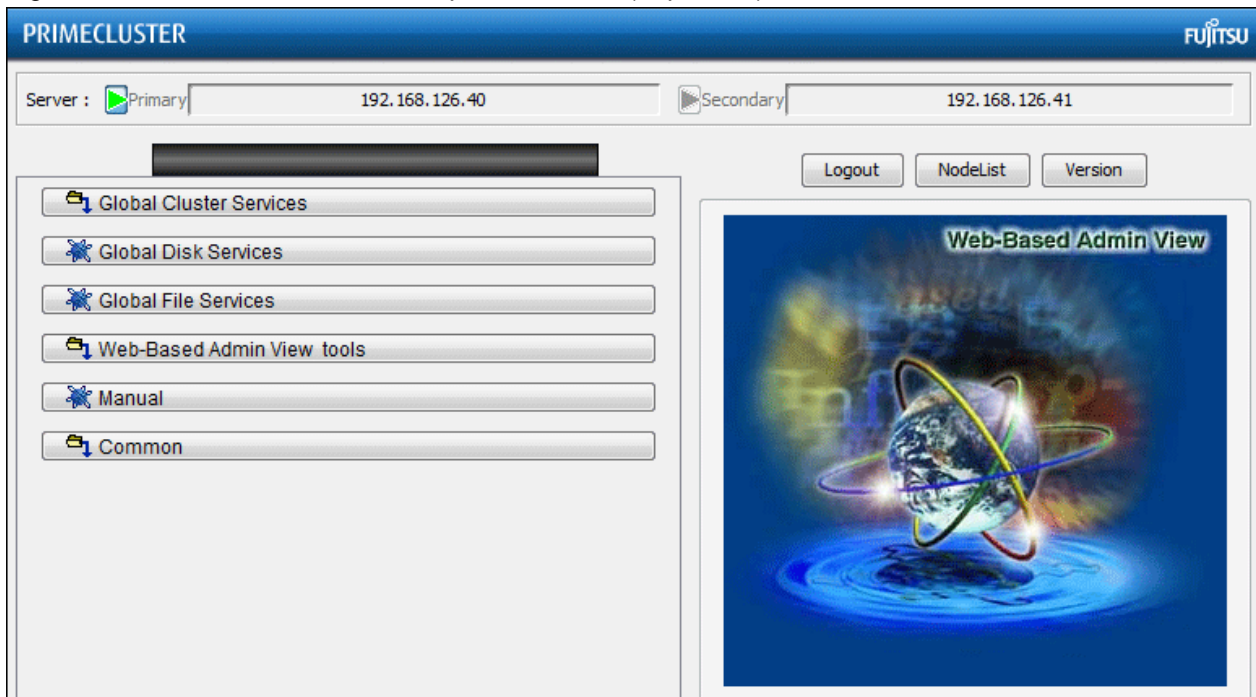 PRIMECLUSTER
FUJITSU
Server : Primary 192.168.126.40 Secondary 192.168.126.41
Logout NodeList Version
Global Cluster Services
Global Disk Services
Global File Services
Web-Based Admin View tools
Manual
Common
Web-Based Admin View